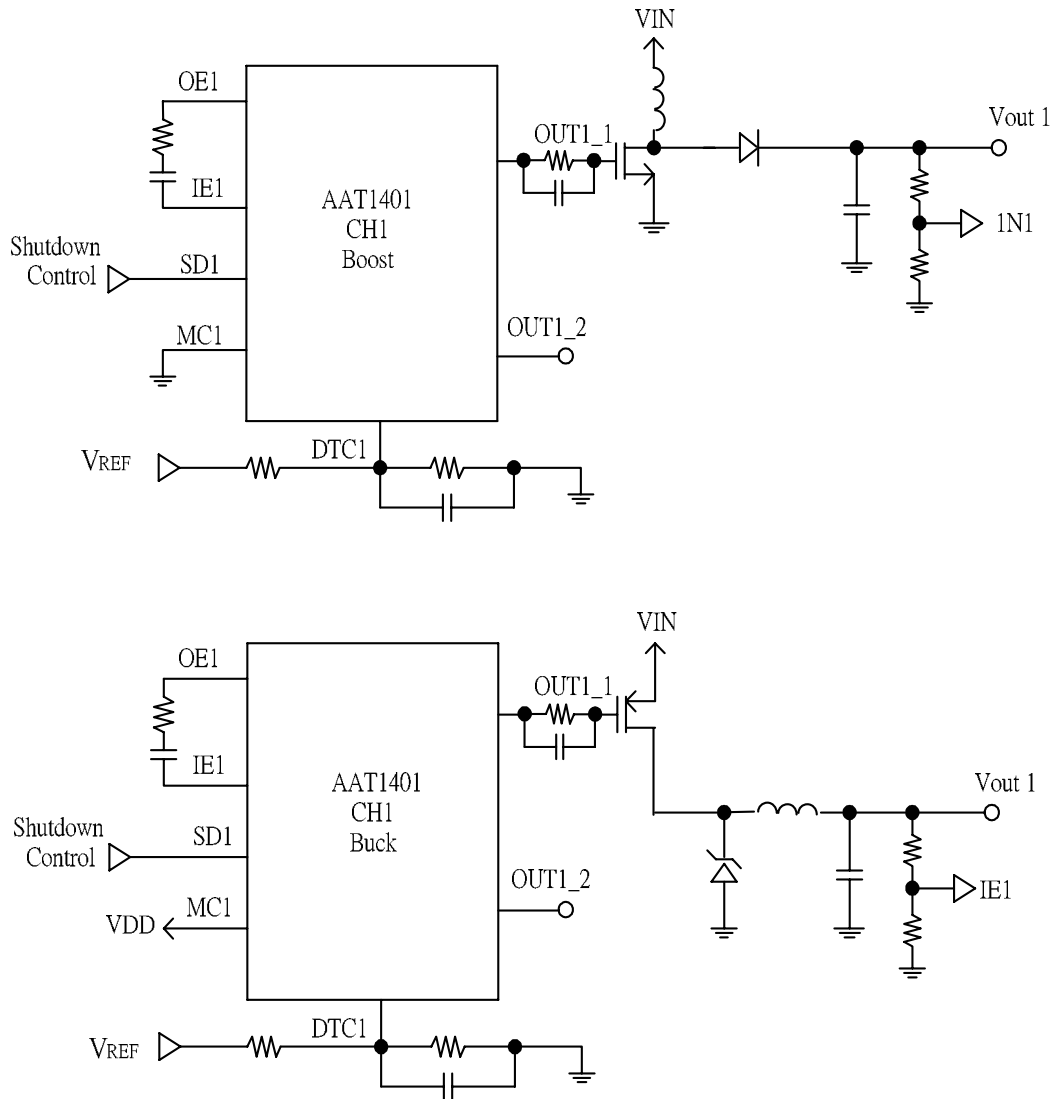 VIN
OE1
OUT1_1
Vout 1
IE1
AAT1401
CH1
Boost
1N1
Shutdown
Control
SD1
MC1
OUT1_2
VREF
DTC1
VIN
OE1
OUT1_1
IE1
AAT1401
CH1
Buck
Vout 1
Shutdown
Control
SD1
OUT1_2
IE1
VDD
MC1
VREF
DTC1